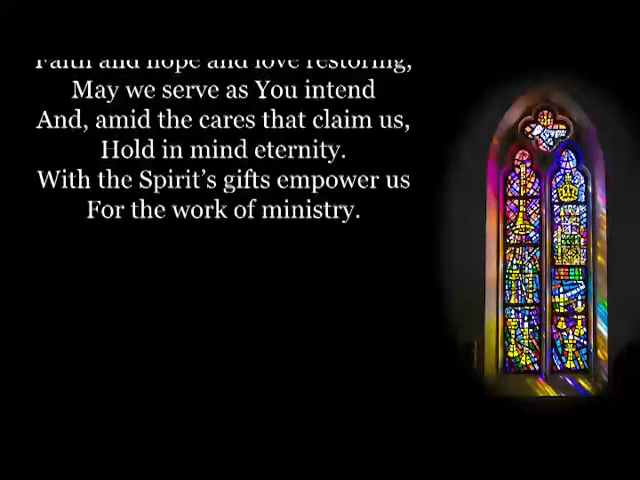 Faith and hope and love restoring,
May we serve as You intend
And, amid the cares that claim us,
Hold in mind eternity.
With the Spirit’s gifts empower us
For the work of ministry.